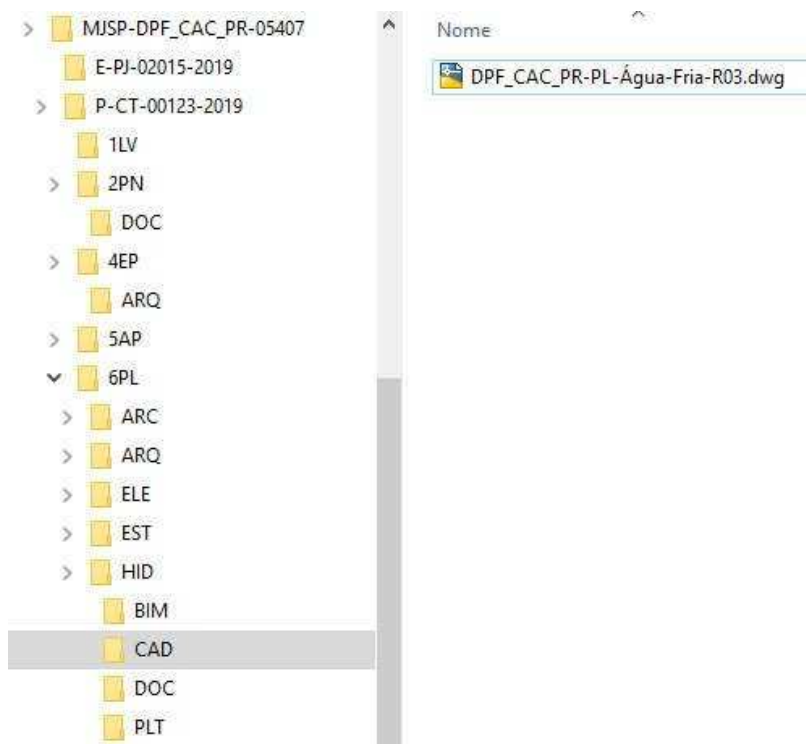 MJSP-DPF_CAC_PR-05407
E-PJ-02015-2019
P-CT-00123-2019
1LV
2PN
DOC
4EP
ARQ
5AP
6PL
ARC
ARQ
ELE
EST
HID
BIM
CAD
DOC
PLT
Nome
DPF_CAC_PR-PL-Água-Fria-R03.dwg